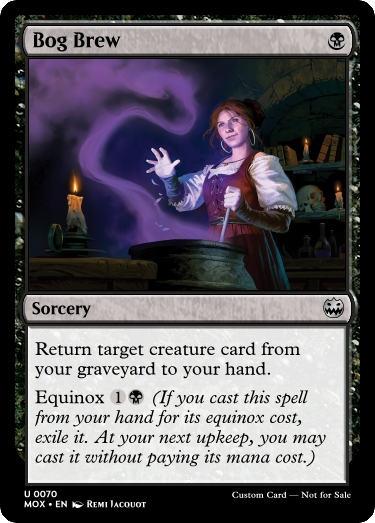 Bog Brew
Sorcery
Return target creature card from
your graveyard to your hand.
Equinox 1 (If you cast this spell
from your hand for its equinox cost,
exile it. At your next upkeep, you may
cast it without paying its mana cost.)
U 0070
MOX • EN Remi Jacquot
Custom Card — Not for Sale